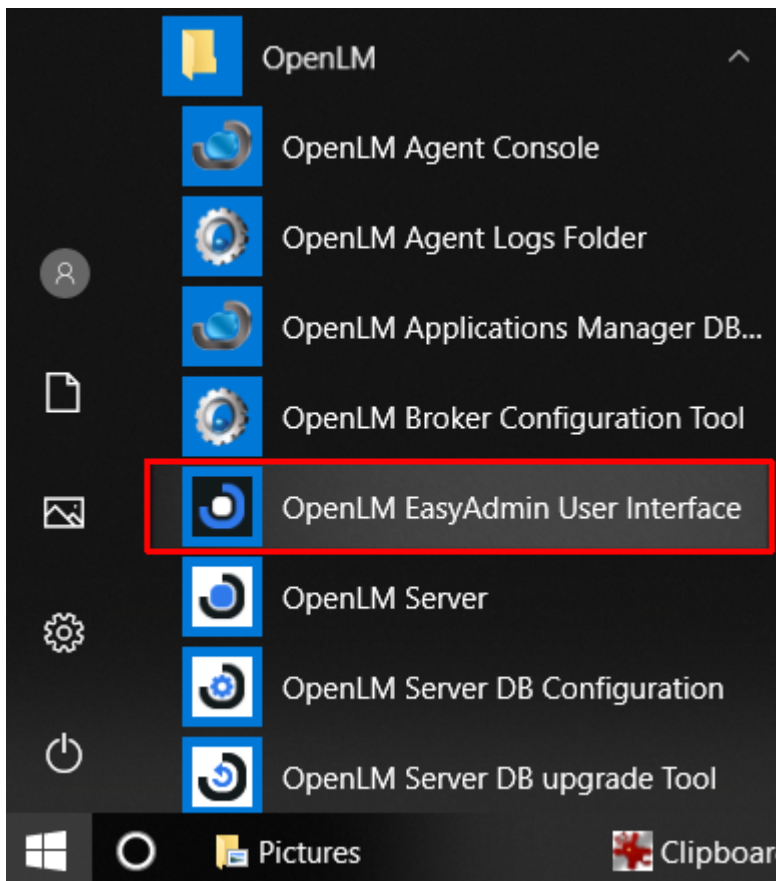 OpenLM
OpenLM Agent Console
OpenLM Agent Logs Folder
OpenLM Applications Manager DB...
OpenLM Broker Configuration Tool
OpenLM EasyAdmin User Interface
OpenLM Server
OpenLM Server DB Configuration
OpenLM Server DB upgrade Tool
Pictures
Clipboar